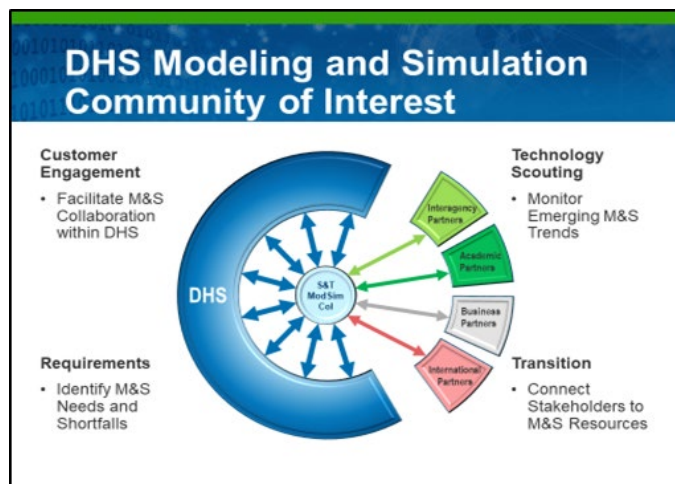 DHS Modeling and Simulation
Community of Interest
Customer
Engagement
• Facilitate M&S
Collaboration
within DHS
Technology
Scouting
• Monitor
Emerging M&S
Trends
DHS
S&T
ModSim
CoI
Interagency
Partners
Academic
Partners
Business
Partners
International
Partners
Requirements
• Identify M&S
Needs and
Shortfalls
Transition
• Connect
Stakeholders to
M&S Resources